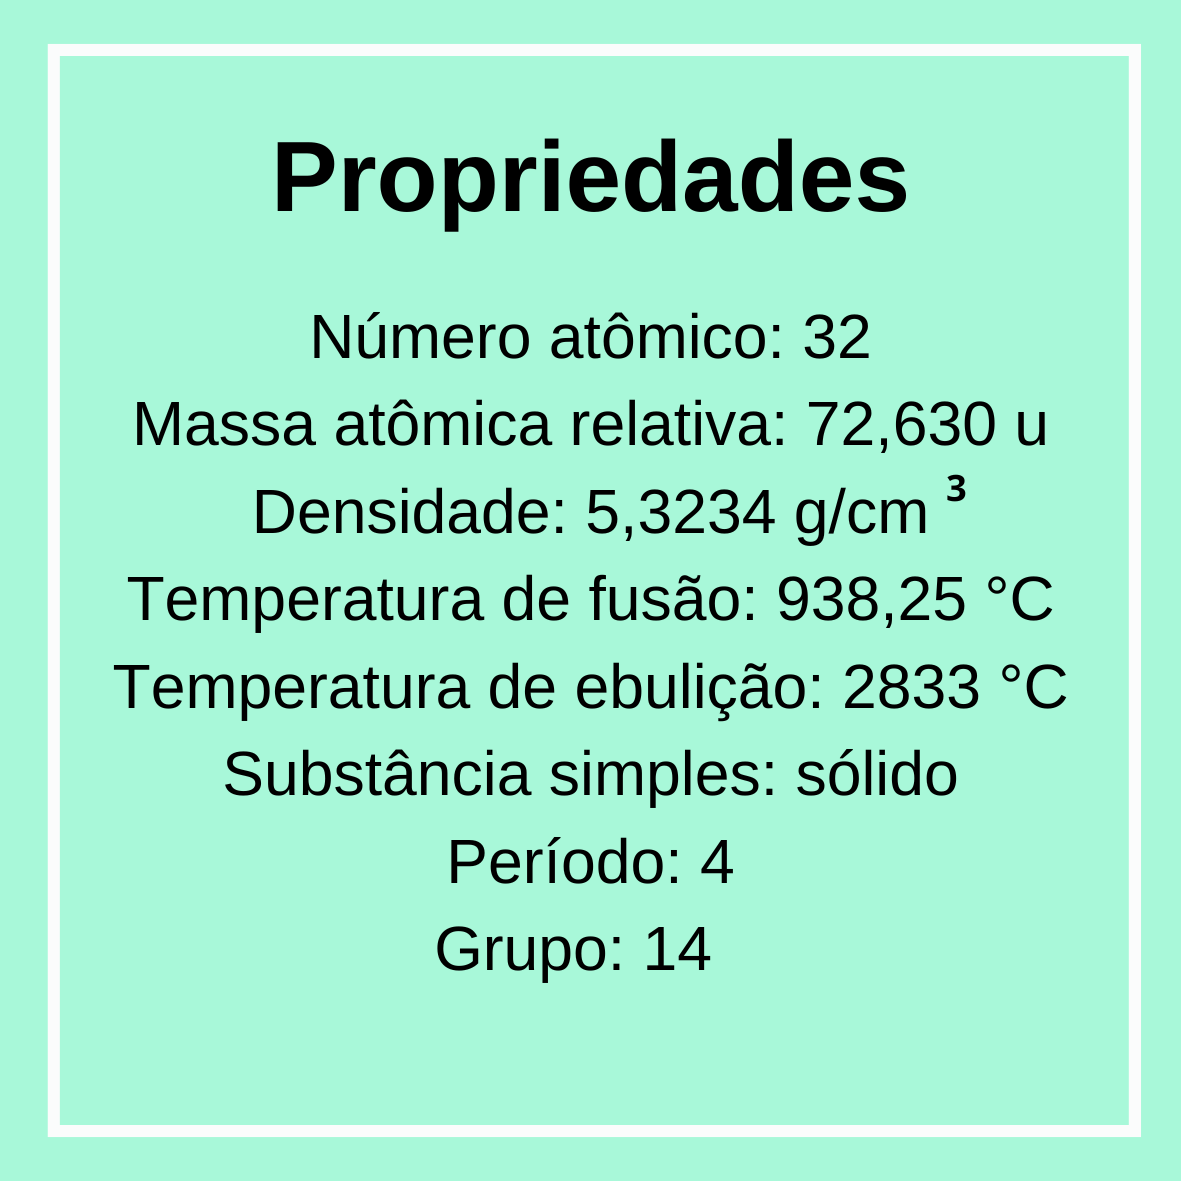 Propriedades
Número atômico: 32
Massa atômica relativa: 72,630 u
Densidade: 5,3234 g/cm ³
Temperatura de fusão: 938,25 °C
Temperatura de ebulição: 2833 °C
Substância simples: sólido
Período: 4
Grupo: 14